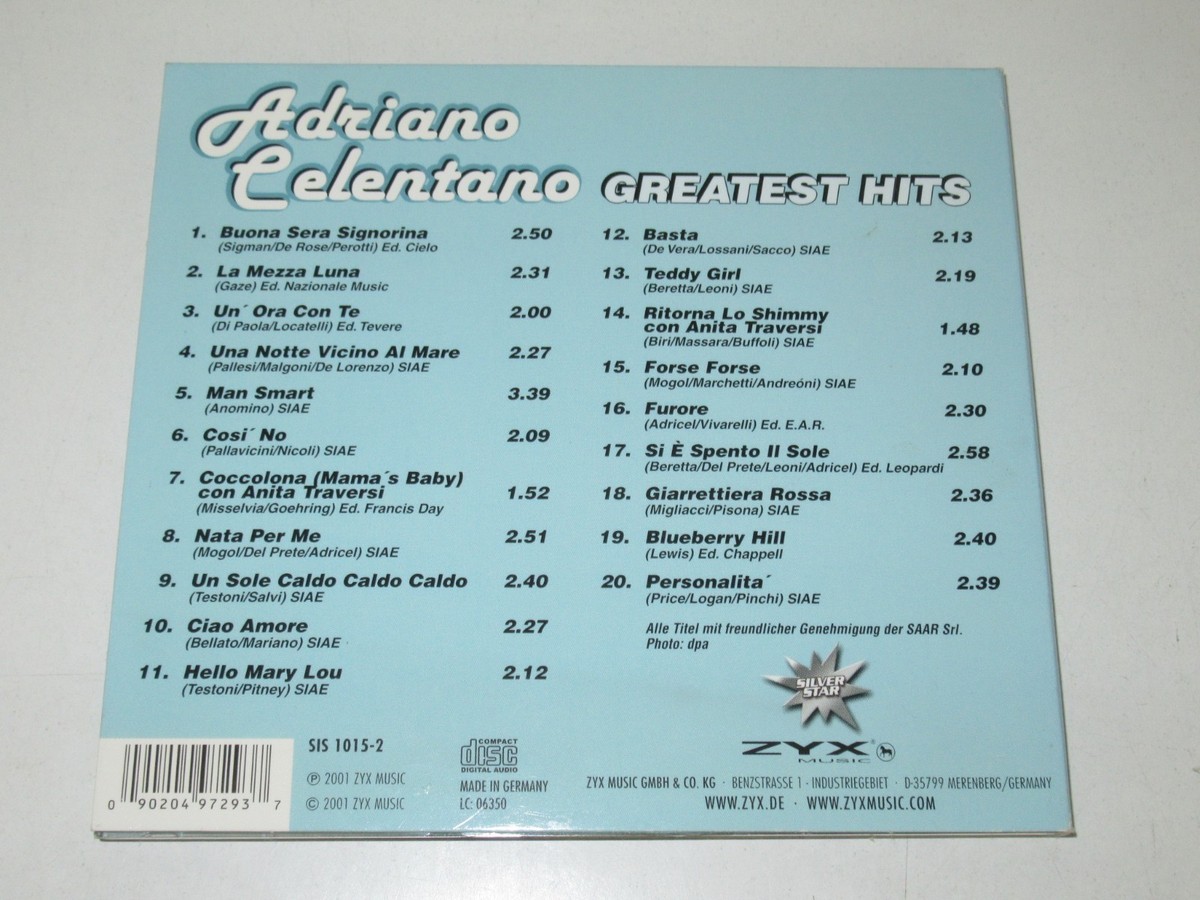 Adriano
Celentano GREATEST HITS
1. Buona Sera Signorina 2.50
(Sigman/De Rose/Perotti) Ed. Cielo
2. La Mezza Luna 2.31
(Gaze) Ed. Nazionale Music
3. Un´ Ora Con Te 2.00
(Di Paola/Locatelli) Ed. Tevere
4. Una Notte Vicino Al Mare 2.27
(Pallesi/Malgoni/De Lorenzo) SIAE
5. Man Smart 3.39
(Anomino) SIAE
6. Cosi´ No 2.09
(Pallavicini/Nicoli) SIAE
7. Coccolona (Mama´s Baby)
con Anita Traversi 1.52
(Misselvia/Goehring) Ed. Francis Day
8. Nata Per Me 2.51
(Mogol/Del Prete/Adricel) SIAE
9. Un Sole Caldo Caldo Caldo 2.40
(Testoni/Salvi) SIAE
10. Ciao Amore 2.27
(Bellato/Mariano) SIAE
11. Hello Mary Lou 2.12
(Testoni/Pitney) SIAE
12. Basta 2.13
(De Vera/Lossani/Sacco) SIAE
13. Teddy Girl 2.19
(Beretta/Leoni) SIAE
14. Ritorna Lo Shimmy
con Anita Traversi 1.48
(Biri/Massara/Buffoli) SIAE
15. Forse Forse 2.10
(Mogol/Marchetti/Andreóni) SIAE
16. Furore 2.30
(Adricel/Vivarelli) Ed. E.A.R.
17. Si È Spento Il Sole 2.58
(Beretta/Del Prete/Leoni/Adricel) Ed. Leopardi
18. Giarrettiera Rossa 2.36
(Migliacci/Pisona) SIAE
19. Blueberry Hill 2.40
(Lewis) Ed. Chappell
20. Personalita´ 2.39
(Price/Logan/Pinchi) SIAE
Alle Titel mit freundlicher Genehmigung der SAAR Srl.
Photo: dpa
SILVER
STAR
ZYX®
MUSIC
0 90204 97293 7
SIS 1015-2
℗ 2001 ZYX MUSIC
© 2001 ZYX MUSIC
COMPACT
disc
DIGITAL AUDIO
MADE IN GERMANY
LC: 06350
ZYX MUSIC GMBH & CO. KG · BENZSTRASSE 1 · INDUSTRIEGEBIET · D-35799 MERENBERG/GERMANY
WWW.ZYX.DE · WWW.ZYXMUSIC.COM